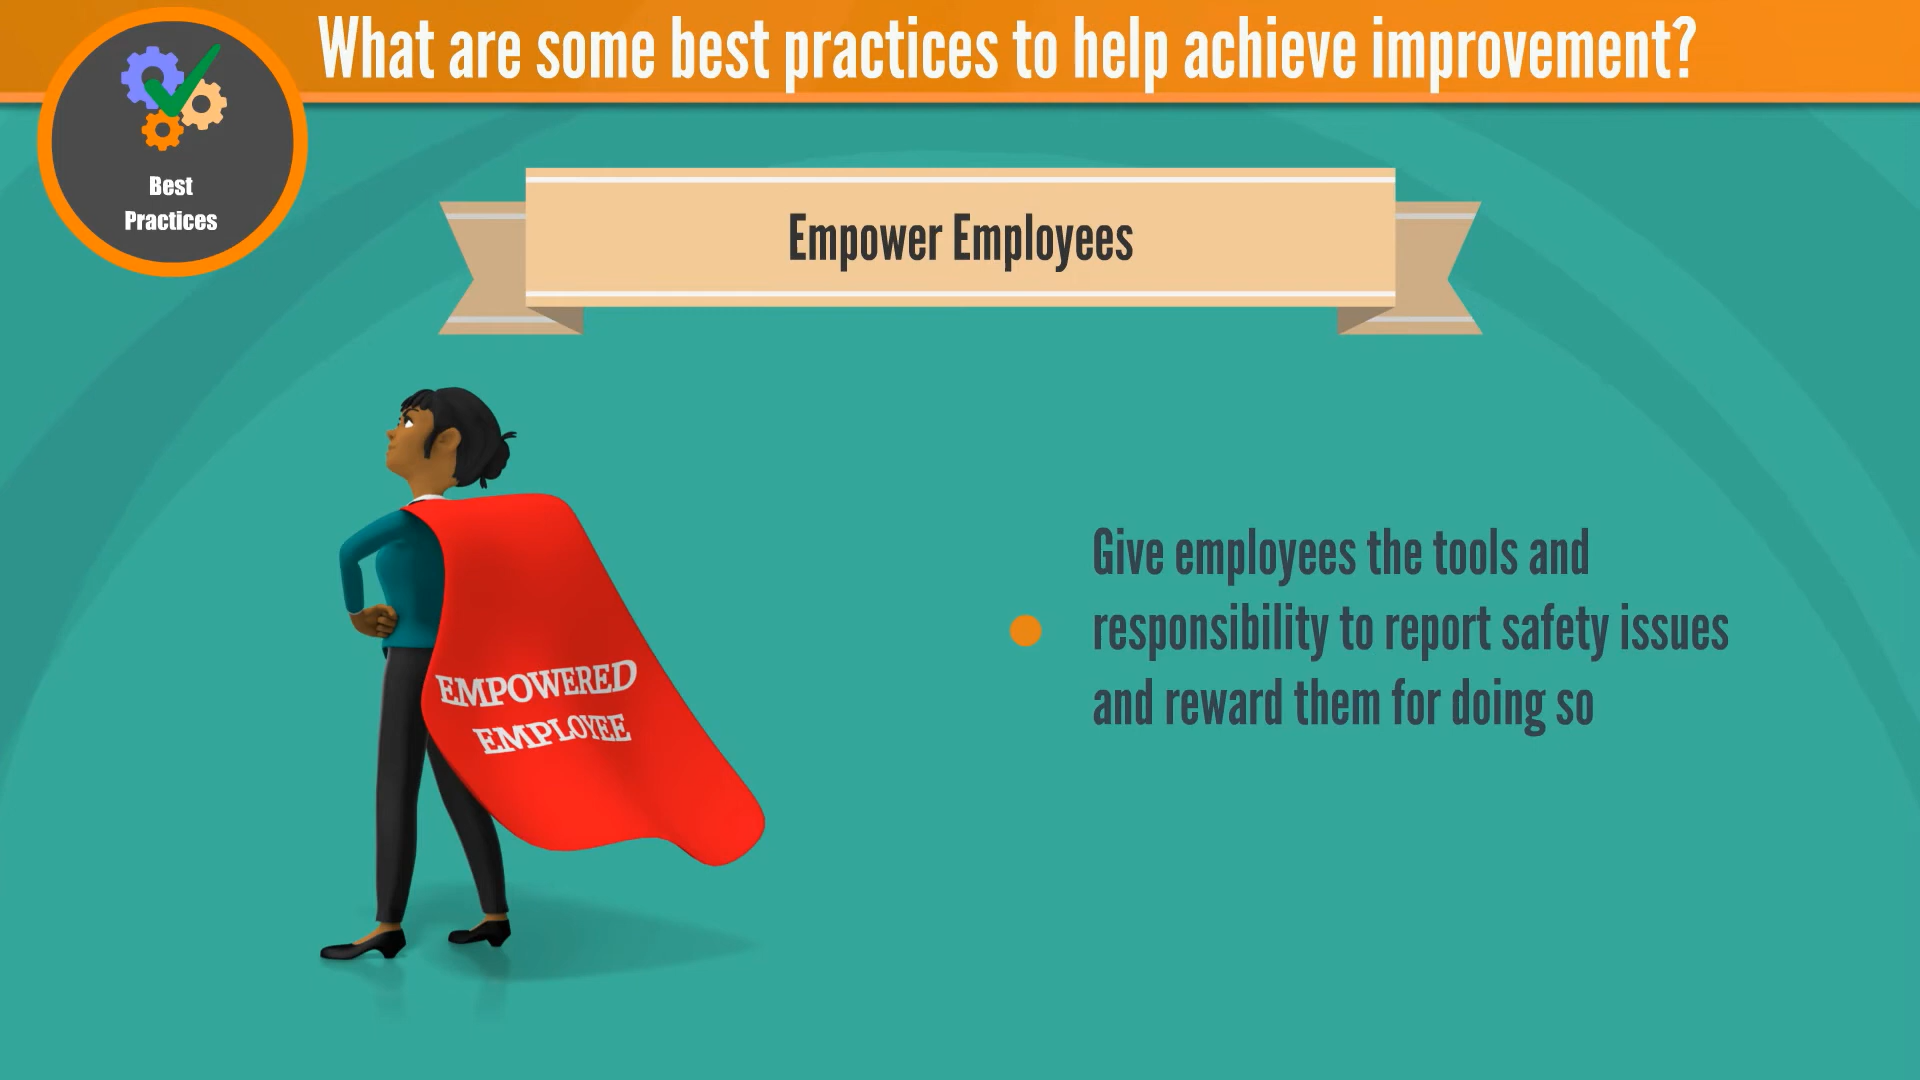 What are some best practices to help achieve improvement?
Best
Practices
Empower Employees
EMPOWERED
EMPLOYEE
Give employees the tools and
responsibility to report safety issues
and reward them for doing so